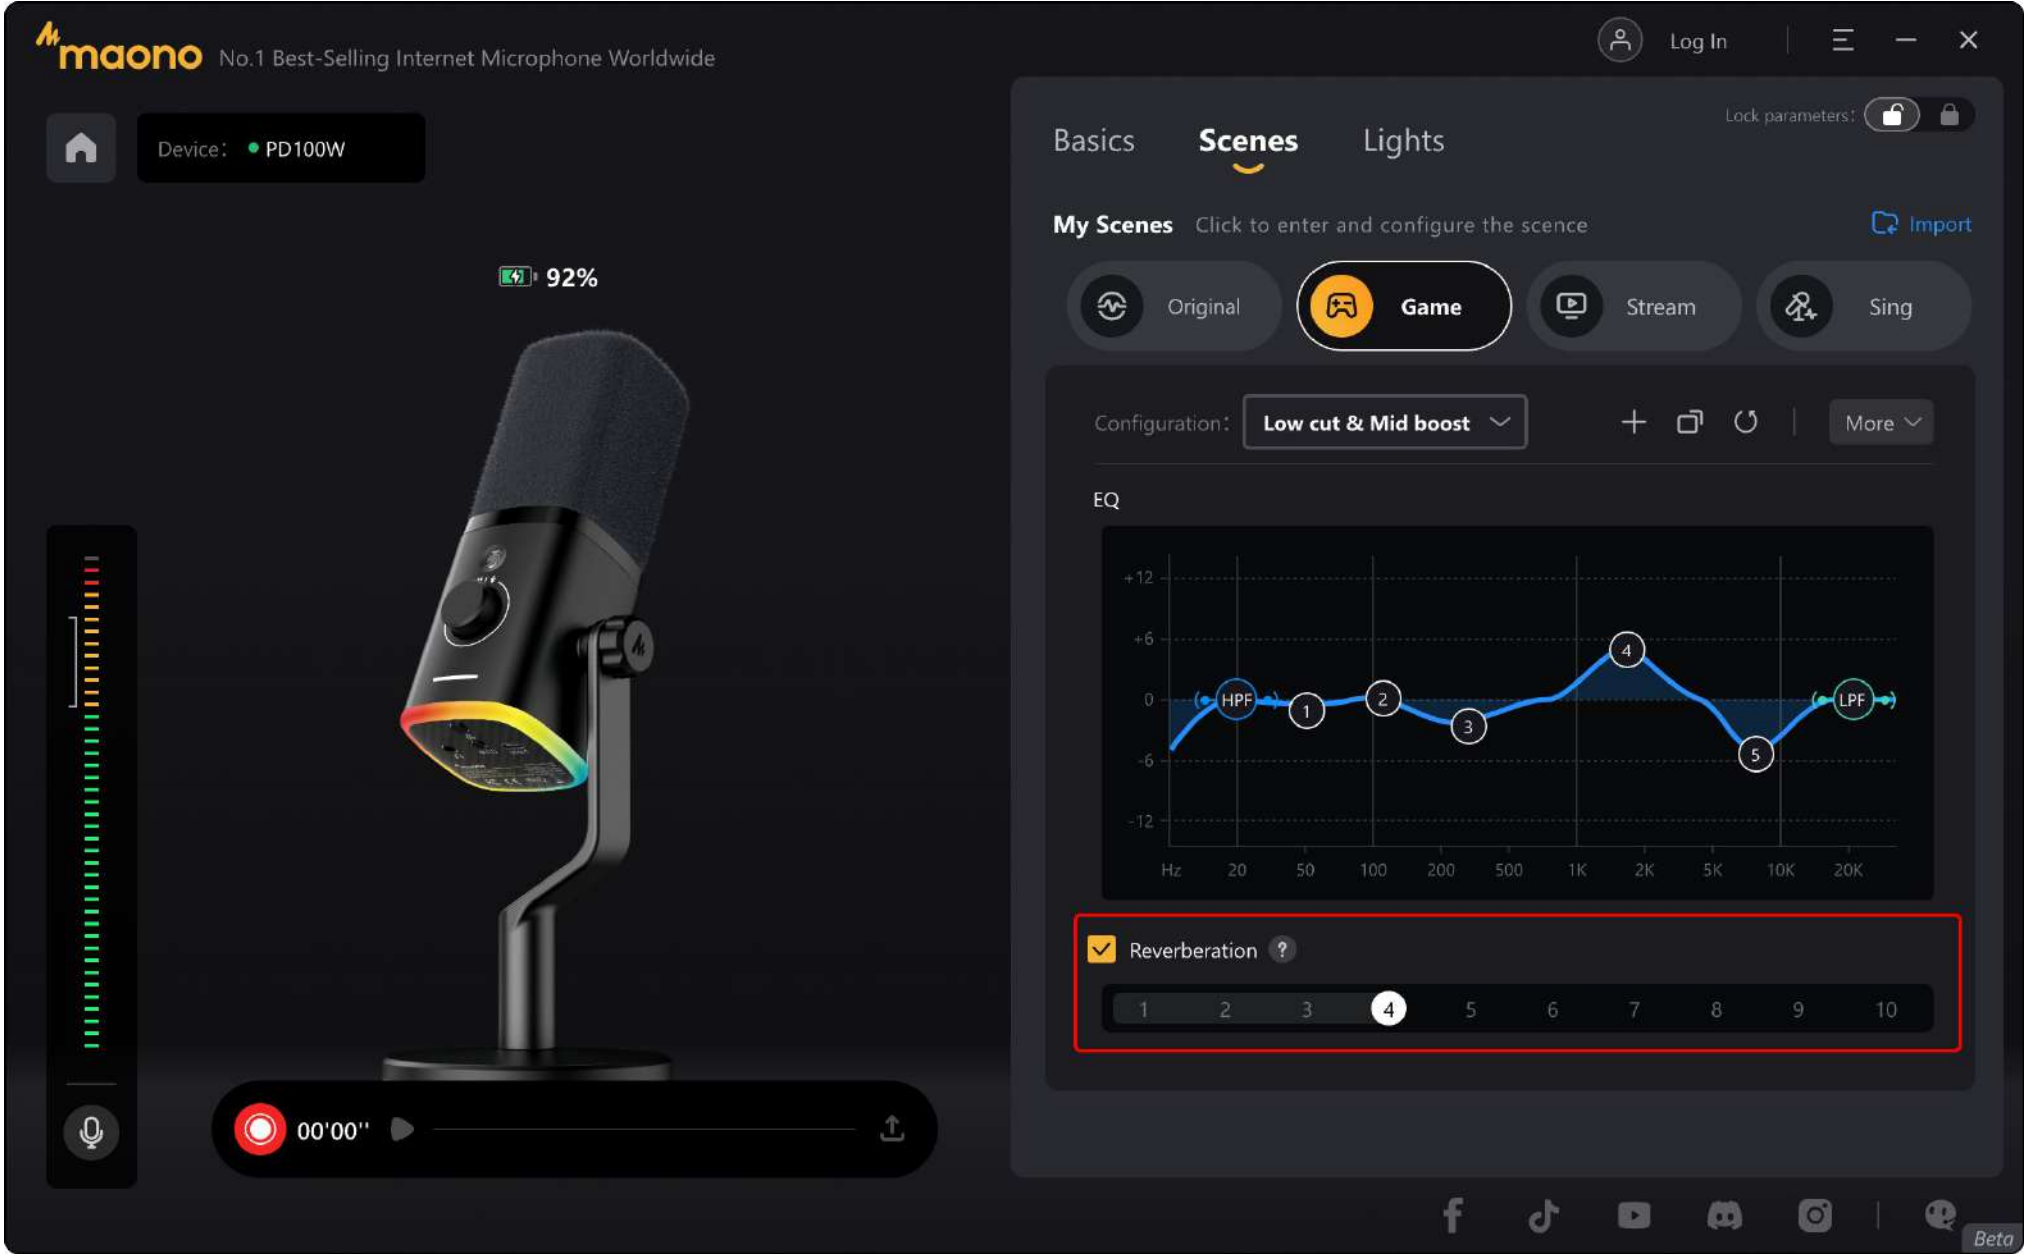 maono No.1 Best-Selling Internet Microphone Worldwide
Log In
Device: PD100W
Lock parameters:
Basics Scenes Lights
My Scenes Click to enter and configure the scence
Import
92%
Original Game Stream Sing
Configuration: Low cut & Mid boost
More
EQ
+12
+6
0
-6
-12
HPF 1 2 3 4 5 LPF
Hz 20 50 100 200 500 1K 2K 5K 10K 20K
Reverberation ?
1 2 3 4 5 6 7 8 9 10
00'00''
Beta